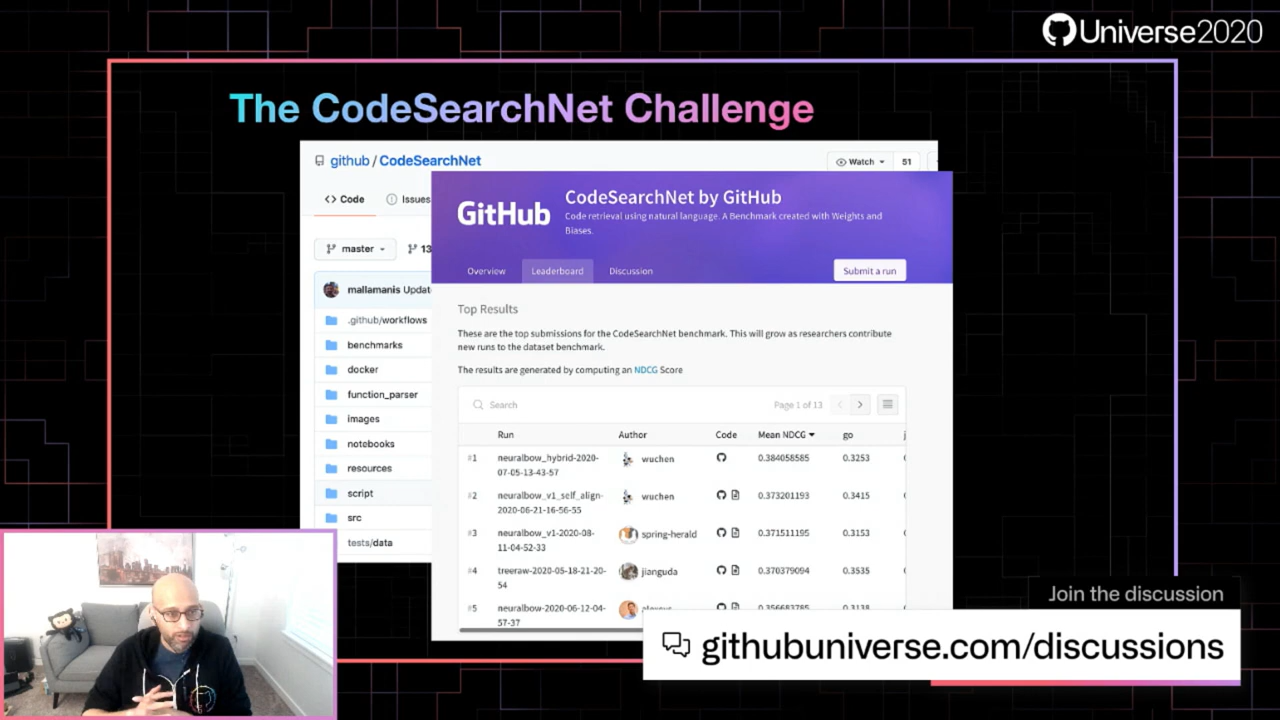 Universe2020
The CodeSearchNet Challenge
github / CodeSearchNet
Watch
51
Code
Issues
master
13
mallamanis Updat
.github/workflows
benchmarks
docker
function_parser
images
notebooks
resources
script
src
tests/data
GitHub
CodeSearchNet by GitHub
Code retrieval using natural language. A Benchmark created with Weights and
Biases.
Overview
Leaderboard
Discussion
Submit a run
Top Results
These are the top submissions for the CodeSearchNet benchmark. This will grow as researchers contribute
new runs to the dataset benchmark.
The results are generated by computing an NDCG Score
Search
Page 1 of 13
Run Author Code Mean NDCG go j
#1 neuralbow_hybrid-2020- wuchen 0.384058585 0.3253
07-05-13-43-57
#2 neuralbow_v1_self_align- wuchen 0.373201193 0.3415
2020-06-21-16-56-55
#3 neuralbow_v1-2020-08- spring-herald 0.371511195 0.3153
11-04-52-33
#4 treeraw-2020-05-18-21-20- jianguda 0.370379094 0.3535
54
#5 neuralbow-2020-06-12-04- 0.356683785 0.3138
57-37
Join the discussion
githubuniverse.com/discussions